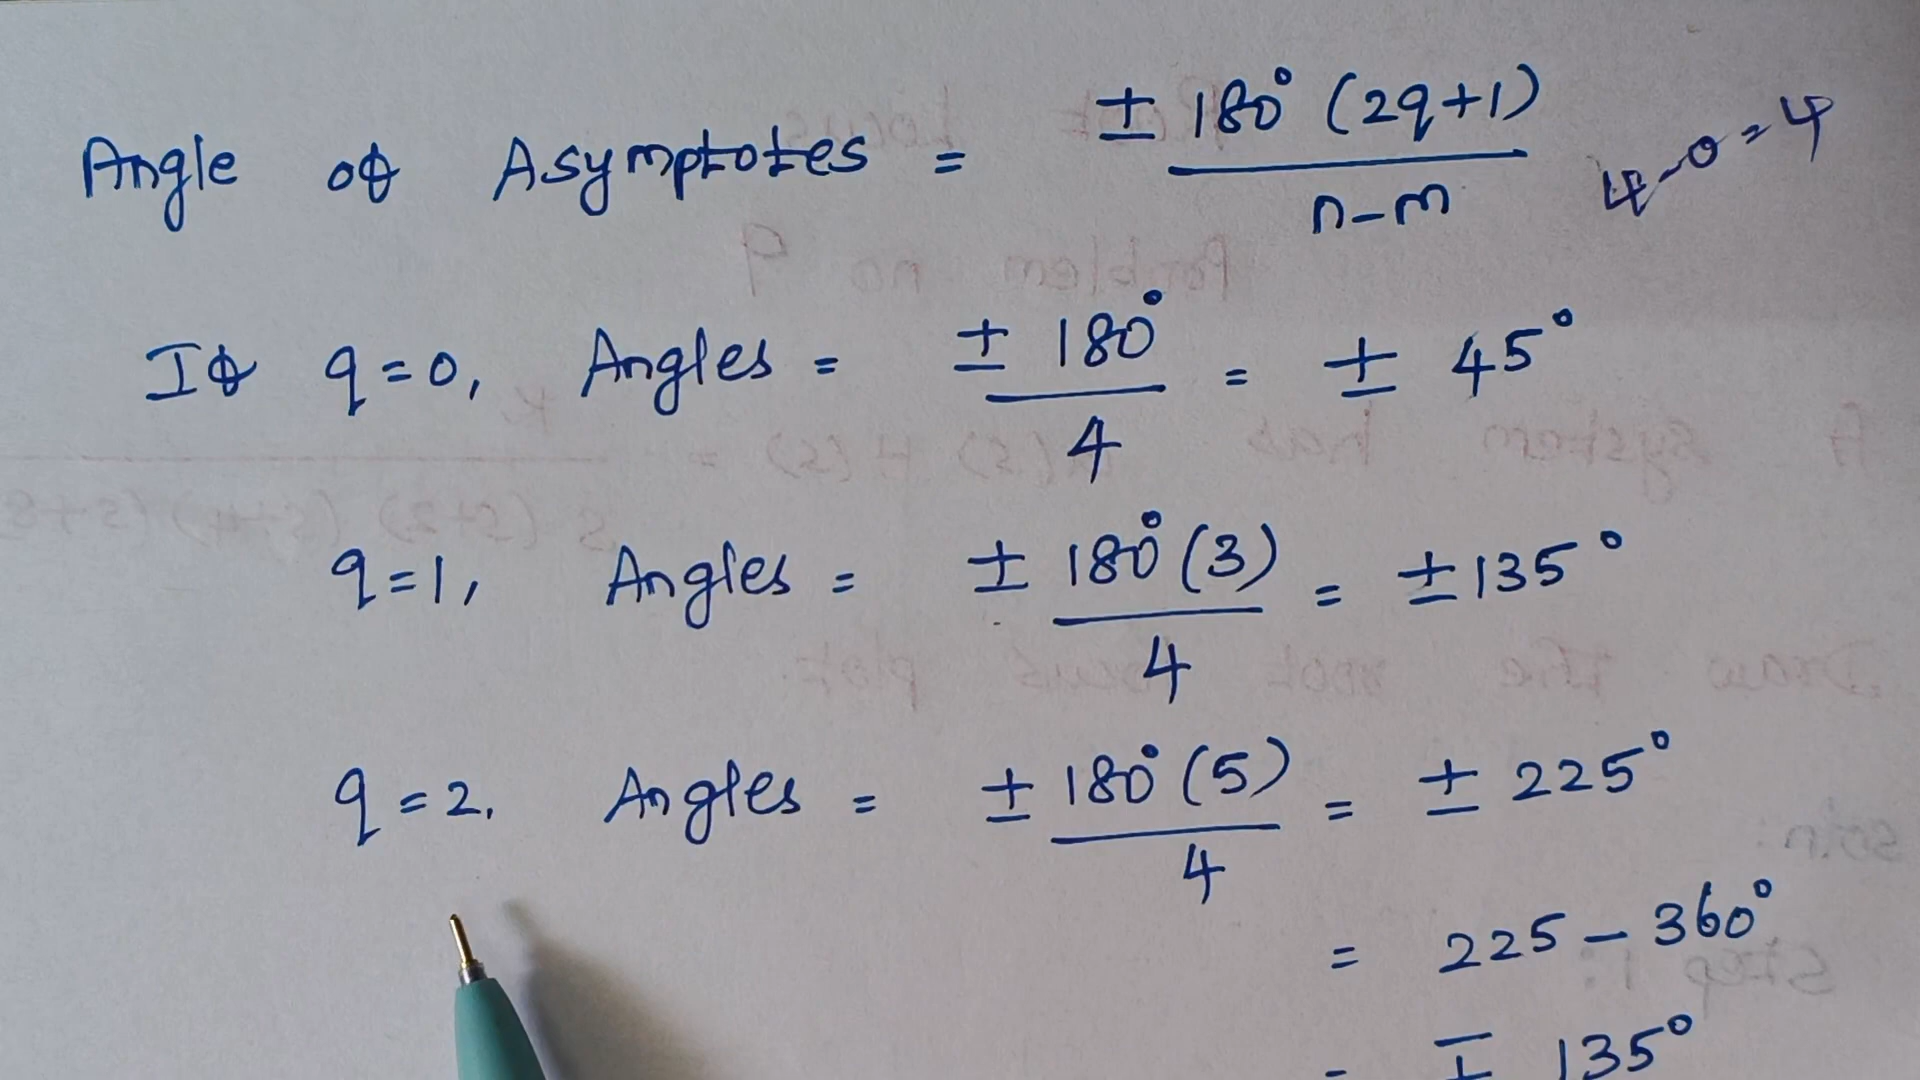 Angle of Asymptotes = ± 180° (2q+1) / n-m 4-0=4
If q=0, Angles = ± 180° / 4 = ± 45°
q=1, Angles = ± 180° (3) / 4 = ± 135°
q=2. Angles = ± 180° (5) / 4 = ± 225°
= 225 - 360°
= ∓ 135°